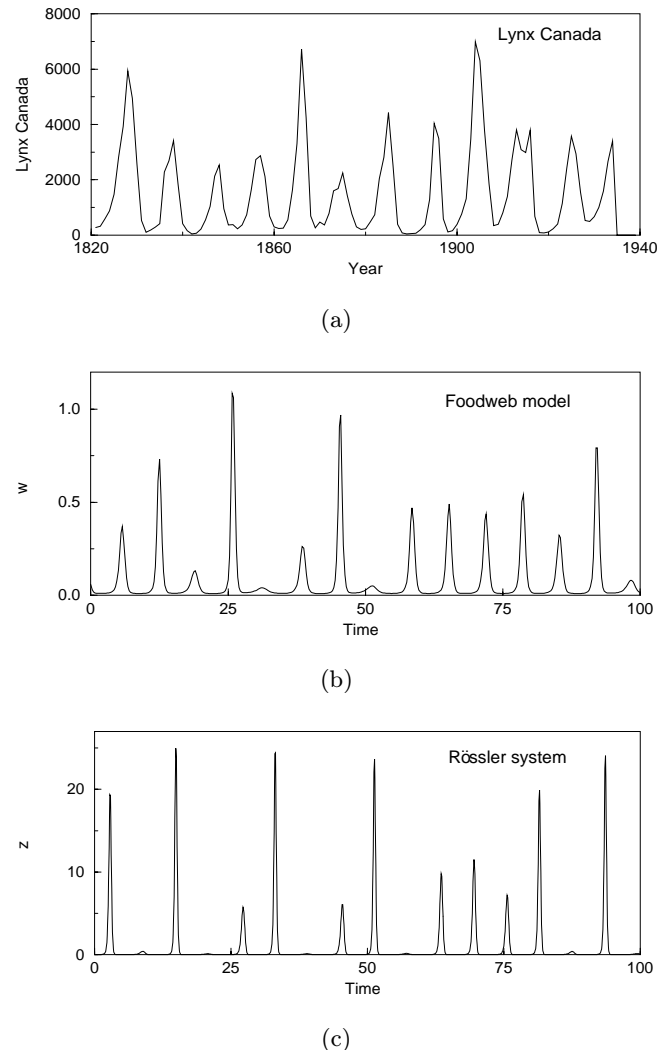 Lynx Canada
8000
6000
4000
2000
0
Lynx Canada
1820
1860
1900
1940
Year
(a)
Foodweb model
1.0
0.5
0.0
w
0
25
50
75
100
Time
(b)
Rössler system
20
10
0
z
0
25
50
75
100
Time
(c)